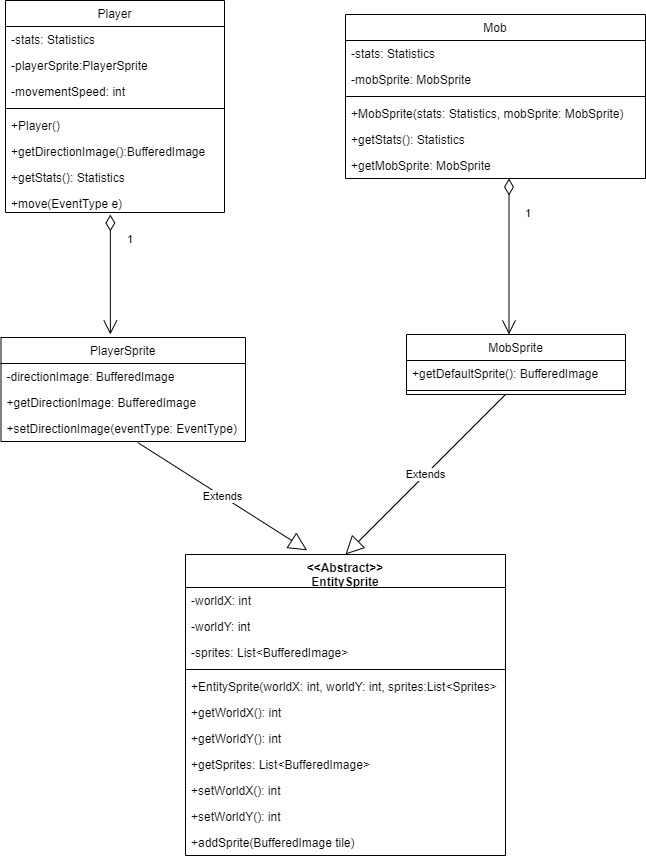 Player
-stats: Statistics
-playerSprite:PlayerSprite
-movementSpeed: int
+Player()
+getDirectionImage():BufferedImage
+getStats(): Statistics
+move(EventType e)
1
Mob
-stats: Statistics
-mobSprite: MobSprite
+MobSprite(stats: Statistics, mobSprite: MobSprite)
+getStats(): Statistics
+getMobSprite: MobSprite
1
PlayerSprite
-directionImage: BufferedImage
+getDirectionImage: BufferedImage
+setDirectionImage(eventType: EventType)
MobSprite
+getDefaultSprite(): BufferedImage
Extends
Extends
<<Abstract>>
EntitySprite
-worldX: int
-worldY: int
-sprites: List<BufferedImage>
+EntitySprite(worldX: int, worldY: int, sprites:List<Sprites>
+getWorldX(): int
+getWorldY(): int
+getSprites: List<BufferedImage>
+setWorldX(): int
+setWorldY(): int
+addSprite(BufferedImage tile)